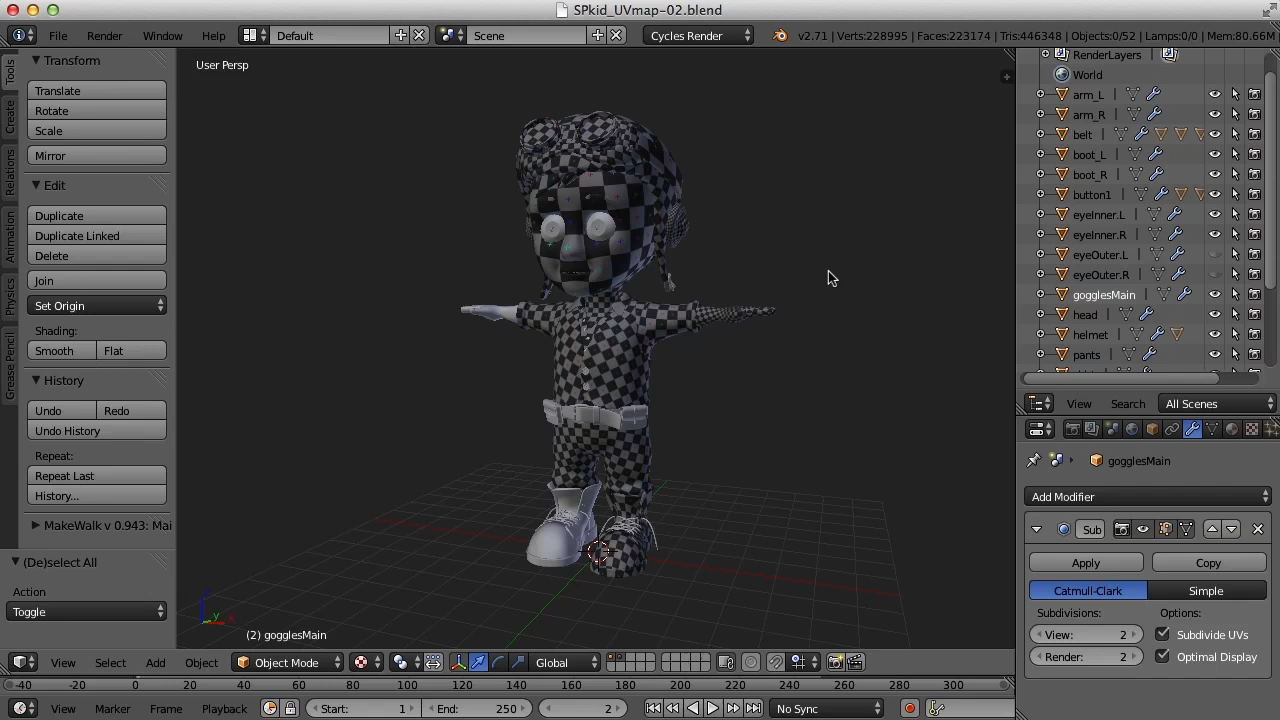 SPkid_UVmap-02.blend
File Render Window Help Default Scene Cycles Render v2.71 | Verts:228995 | Faces:223174 | Tris:446348 | Objects:0/52 | Lamps:0/0 | Mem:80.66M
Tools
Create
Relations
Animation
Physics
Grease Pencil
Transform
Translate
Rotate
Scale
Mirror
Edit
Duplicate
Duplicate Linked
Delete
Join
Set Origin
Shading:
Smooth Flat
History
Undo Redo
Undo History
Repeat:
Repeat Last
History...
MakeWalk v 0.943: Mai
(De)select All
Action
Toggle
User Persp
z
y x
(2) gogglesMain
RenderLayers |
World
arm_L |
arm_R |
belt |
boot_L |
boot_R |
button1 |
eyeInner.L |
eyeInner.R |
eyeOuter.L |
eyeOuter.R |
gogglesMain |
head |
helmet |
pants |
View Search All Scenes
gogglesMain
Add Modifier
Sub
Apply Copy
Catmull-Clark Simple
Subdivisions: Options:
View: 2 Subdivide UVs
Render: 2 Optimal Display
View Select Add Object Object Mode Global
-40 -20 0 20 40 60 80 100 120 140 160 180 200 220 240 260 280 300
View Marker Frame Playback Start: 1 End: 250 2 No Sync